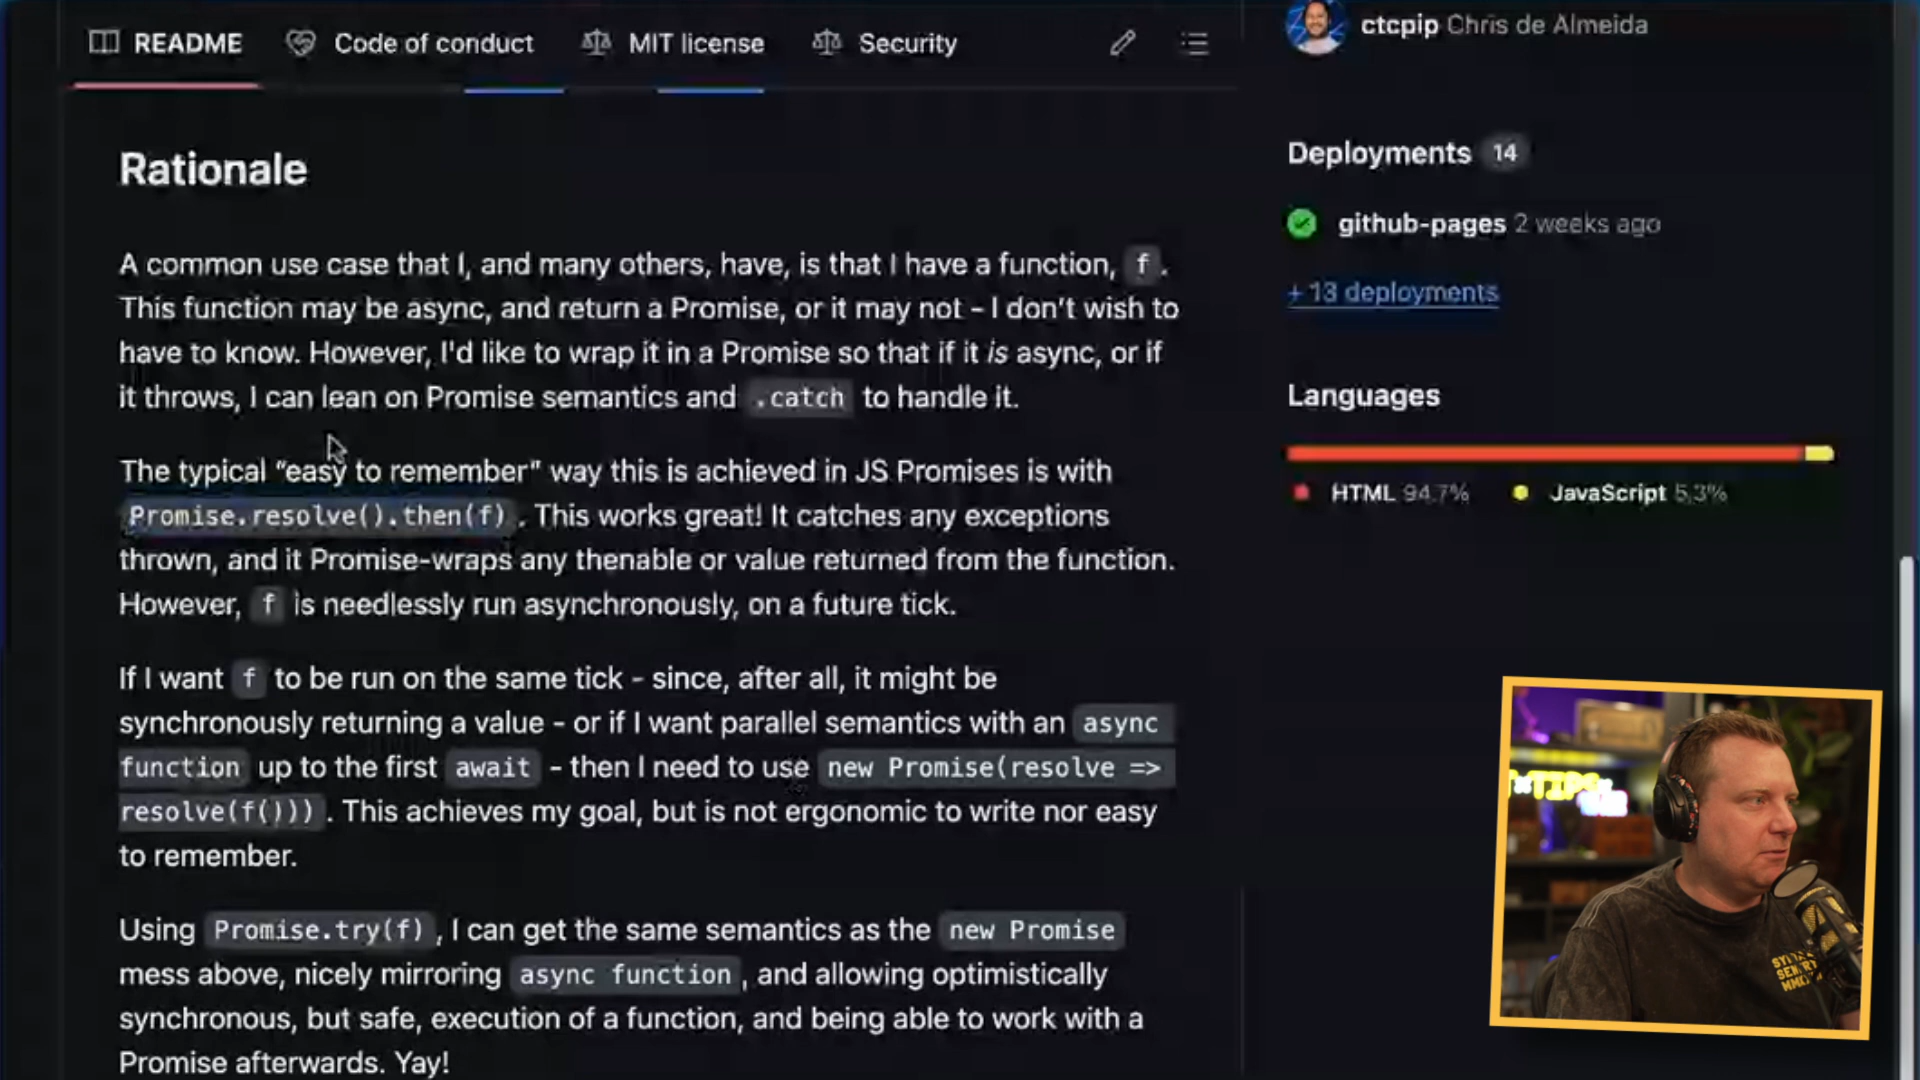 README
Code of conduct
MIT license
Security
ctcpip Chris de Almeida
Rationale
Deployments 14
github-pages 2 weeks ago
+ 13 deployments
Languages
HTML 94.7%
JavaScript 5.3%
A common use case that I, and many others, have, is that I have a function, f.
This function may be async, and return a Promise, or it may not – I don't wish to
have to know. However, I'd like to wrap it in a Promise so that if it is async, or if
it throws, I can lean on Promise semantics and .catch to handle it.
The typical “easy to remember” way this is achieved in JS Promises is with
Promise.resolve().then(f). This works great! It catches any exceptions
thrown, and it Promise-wraps any thenable or value returned from the function.
However, f is needlessly run asynchronously, on a future tick.
If I want f to be run on the same tick - since, after all, it might be
synchronously returning a value - or if I want parallel semantics with an async
function up to the first await - then I need to use new Promise(resolve =>
resolve(f())). This achieves my goal, but is not ergonomic to write nor easy
to remember.
Using Promise.try(f), I can get the same semantics as the new Promise
mess above, nicely mirroring async function, and allowing optimistically
synchronous, but safe, execution of a function, and being able to work with a
Promise afterwards. Yay!